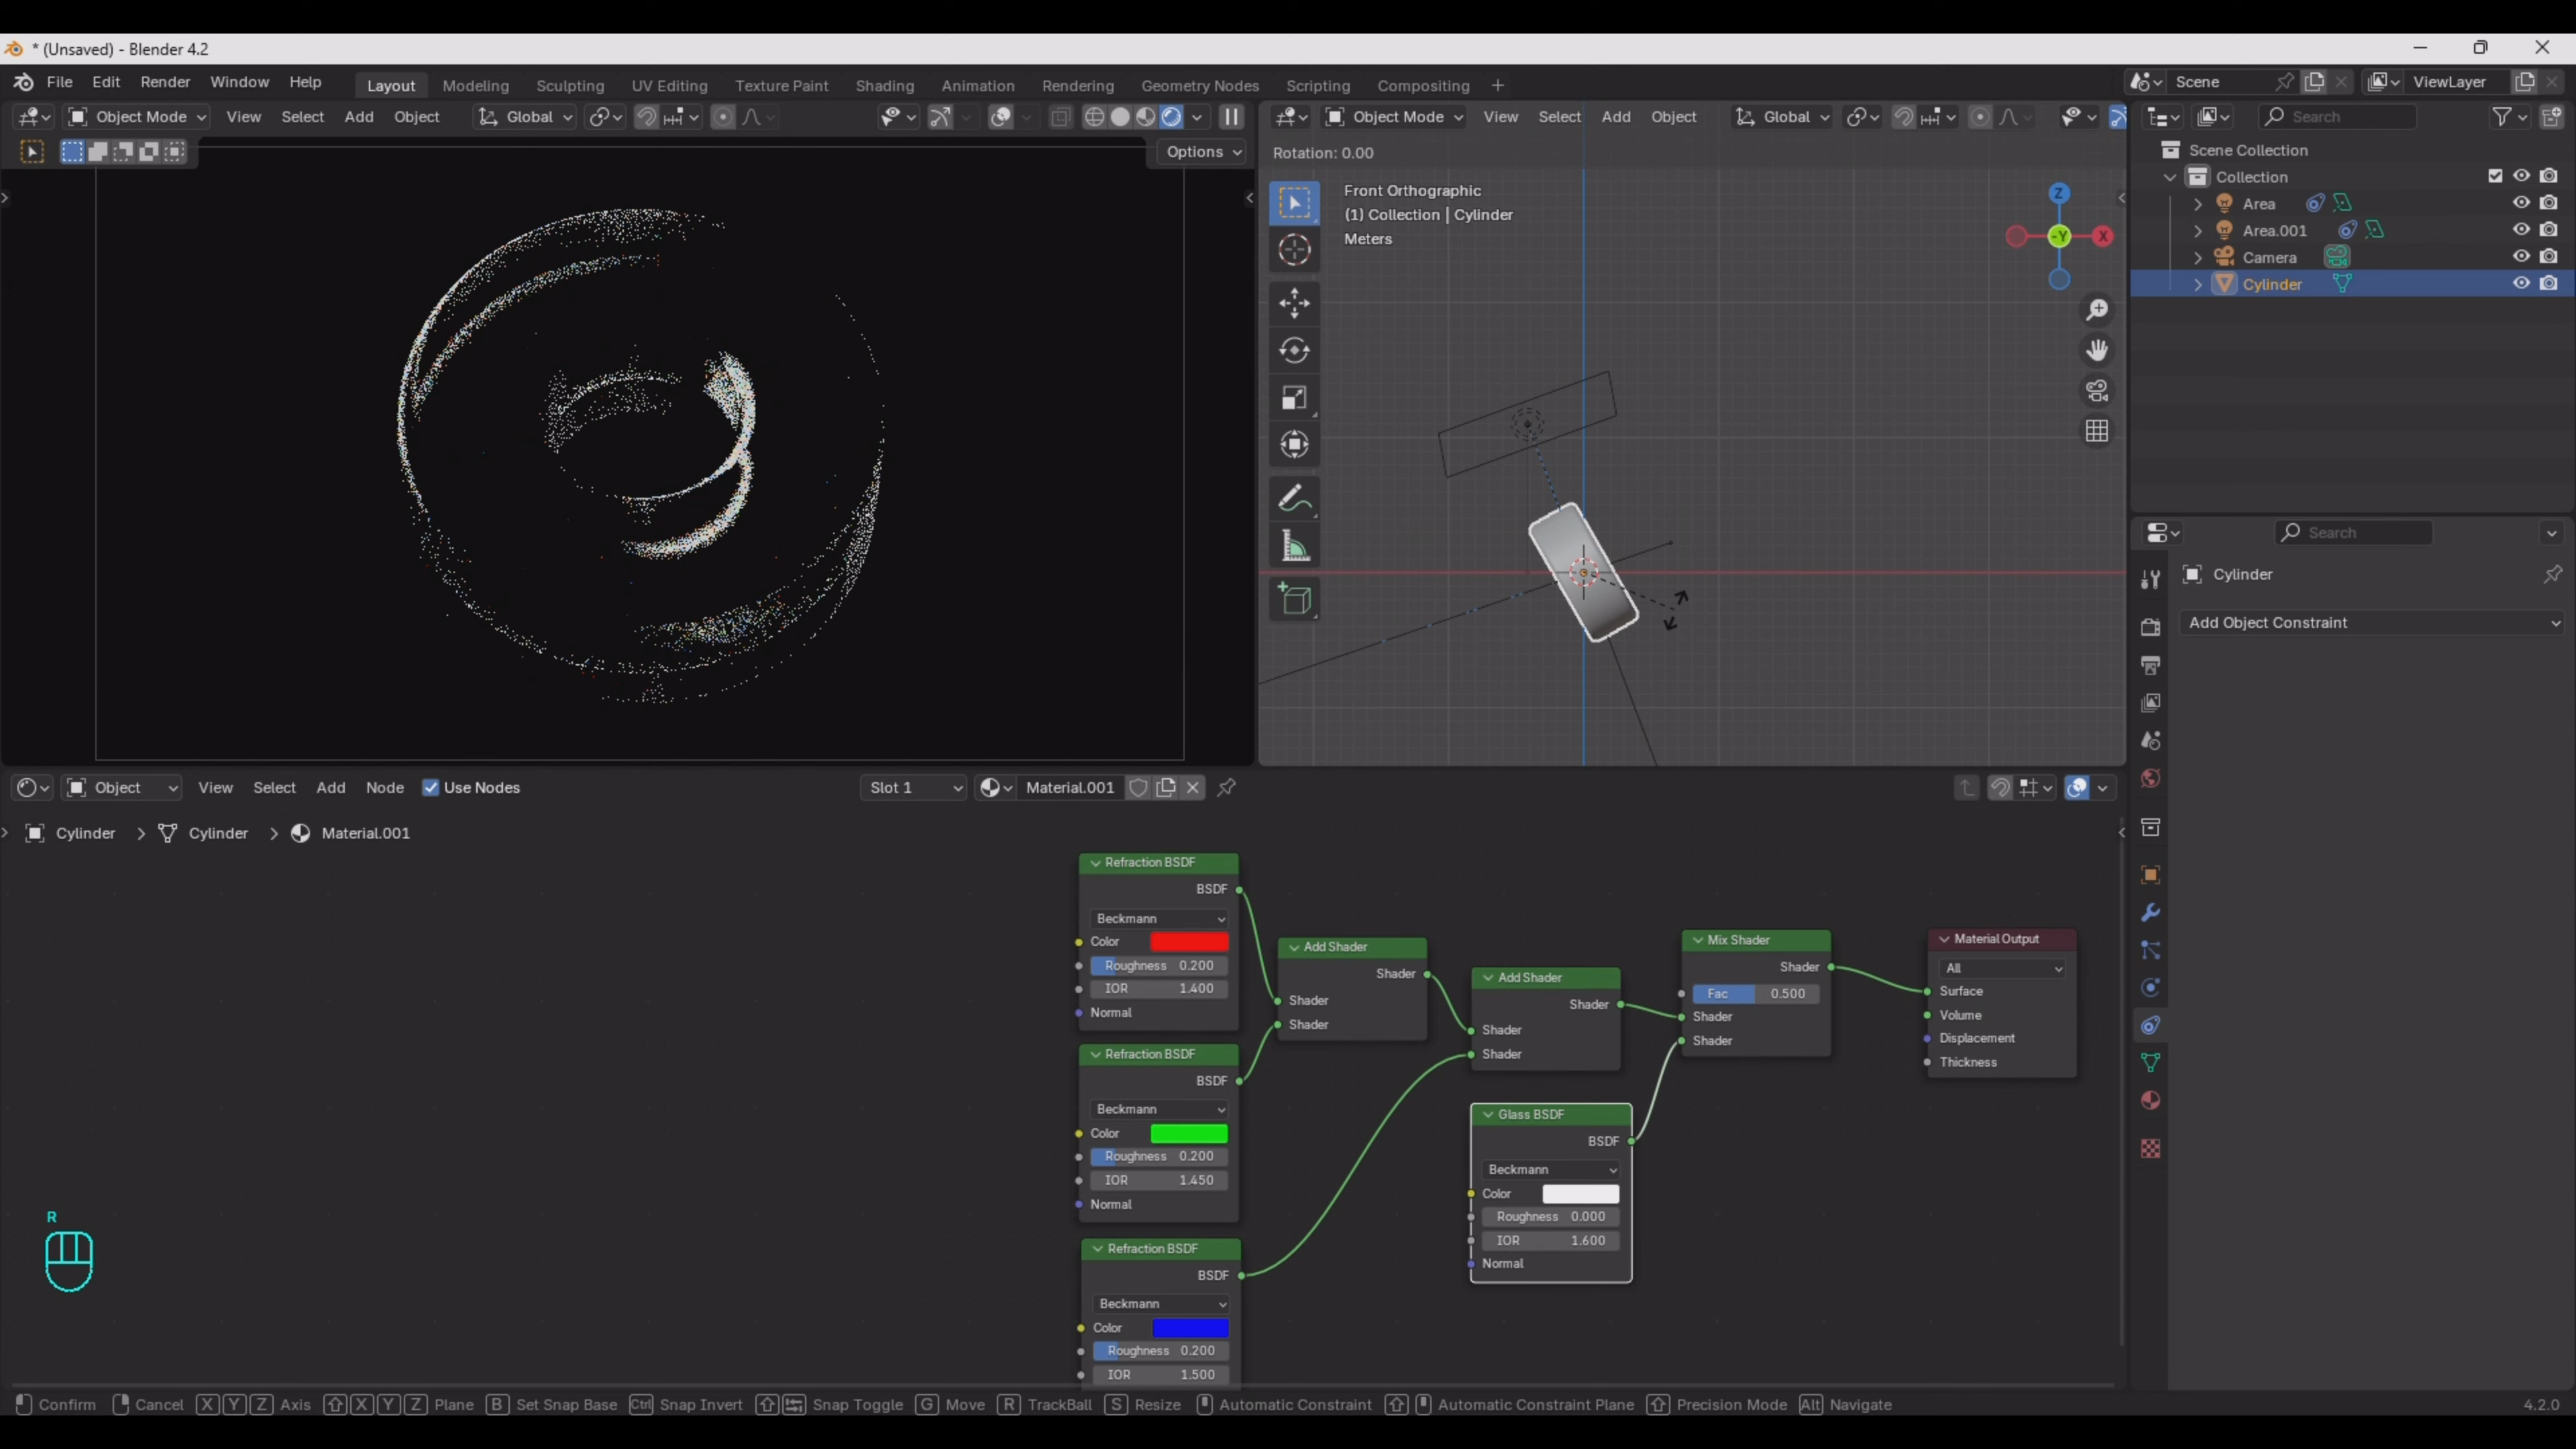 * (Unsaved) - Blender 4.2
File Edit Render Window Help Layout Modeling Sculpting UV Editing Texture Paint Shading Animation Rendering Geometry Nodes Scripting Compositing + Scene ViewLayer
Object Mode View Select Add Object Global
Options
Object Mode View Select Add Object Global
Rotation: 0.00
Front Orthographic
(1) Collection | Cylinder
Meters
Z
-Y
X
Search
Scene Collection
Collection
Area
Area.001
Camera
Cylinder
Search
Cylinder
Add Object Constraint
Object View Select Add Node Use Nodes Slot 1 Material.001
Cylinder > Cylinder > Material.001
Refraction BSDF
BSDF
Beckmann
Color
Roughness 0.200
IOR 1.400
Normal
Refraction BSDF
BSDF
Beckmann
Color
Roughness 0.200
IOR 1.450
Normal
Refraction BSDF
BSDF
Beckmann
Color
Roughness 0.200
IOR 1.500
Add Shader
Shader
Shader
Shader
Add Shader
Shader
Shader
Shader
Glass BSDF
BSDF
Beckmann
Color
Roughness 0.000
IOR 1.600
Normal
Mix Shader
Shader
Fac 0.500
Shader
Shader
Material Output
All
Surface
Volume
Displacement
Thickness
R
Confirm Cancel X Y Z Axis X Y Z Plane B Set Snap Base Ctrl Snap Invert Snap Toggle G Move R TrackBall S Resize Automatic Constraint Automatic Constraint Plane Precision Mode Alt Navigate 4.2.0